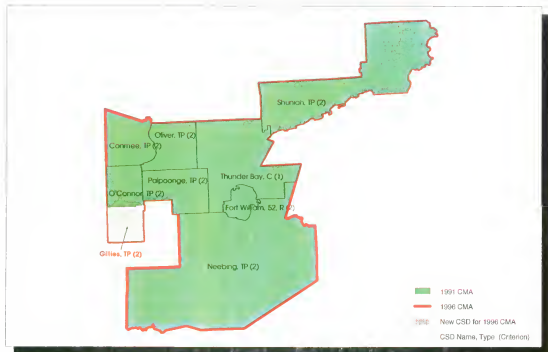 Shuniah, TP (2)
Oliver, TP (2)
Conmee, TP (2)
Thunder Bay, C (1)
Paipoonge, TP (2)
O'Connor, TP (2)
Fort William, 52, R (2)
Gillies, TP (2)
Neebing, TP (2)
1991 CMA
1996 CMA
New CSD for 1996 CMA
CSD Name, Type (Criterion)